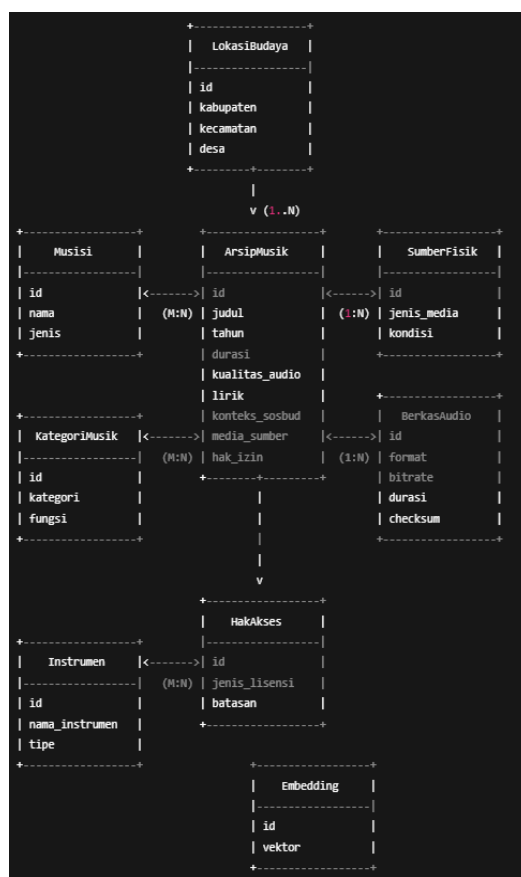 +------------------+
|   LokasiBudaya   |
|------------------|
| id               |
| kabupaten        |
| kecamatan        |
| desa             |
+---------+--------+
|
v (1..N)
+------------------+         +------------------+        +------------------+
|     Musisi       |         |    ArsipMusik    |        |    SumberFisik   |
|------------------|         |------------------|        |------------------|
| id               |<------->| id               |<------>| id               |
| nama             |   (M:N) | judul            |  (1:N) | jenis_media      |
| jenis            |         | tahun            |        | kondisi          |
+------------------+         | durasi           |        +------------------+
| kualitas_audio   |
| lirik            |
+------------------+         | konteks_sosbud   |        | BerkasAudio      |
| KategoriMusik    |<------->| media_sumber     |<------>| id               |
|------------------|   (M:N) | hak_izin         |  (1:N) | format           |
| id               |         +---------+--------+        | bitrate          |
| kategori         |                   |                 | durasi           |
| fungsi           |                   |                 | checksum         |
+------------------+                   |                 +------------------+
|
v
+------------------+
|     HakAkses     |
+------------------+         |------------------|
|    Instrumen     |<------->| id               |
|------------------|   (M:N) | jenis_lisensi    |
| id               |         | batasan          |
| nama_instrumen   |         +------------------+
| tipe             |
+------------------+
+------------------+
|    Embedding     |
|------------------|
| id               |
| vektor           |
+------------------+